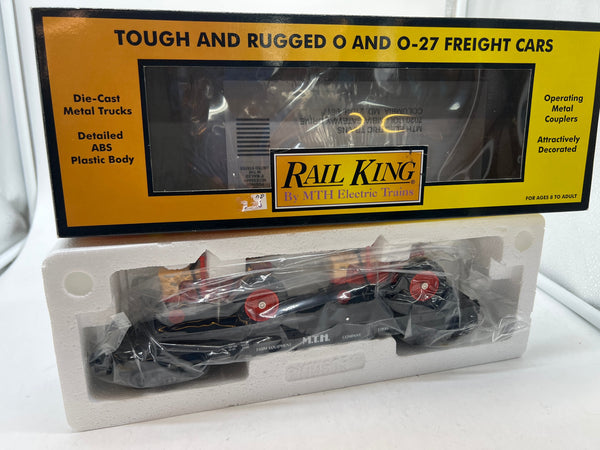 TOUGH AND RUGGED O AND O-27 FREIGHT CARS
Die-Cast
Metal Trucks
Detailed
ABS
Plastic Body
Operating
Metal
Couplers
Attractively
Decorated
RAIL KING®
By MTH Electric Trains
FOR AGES 8 TO ADULT
M.T.H.